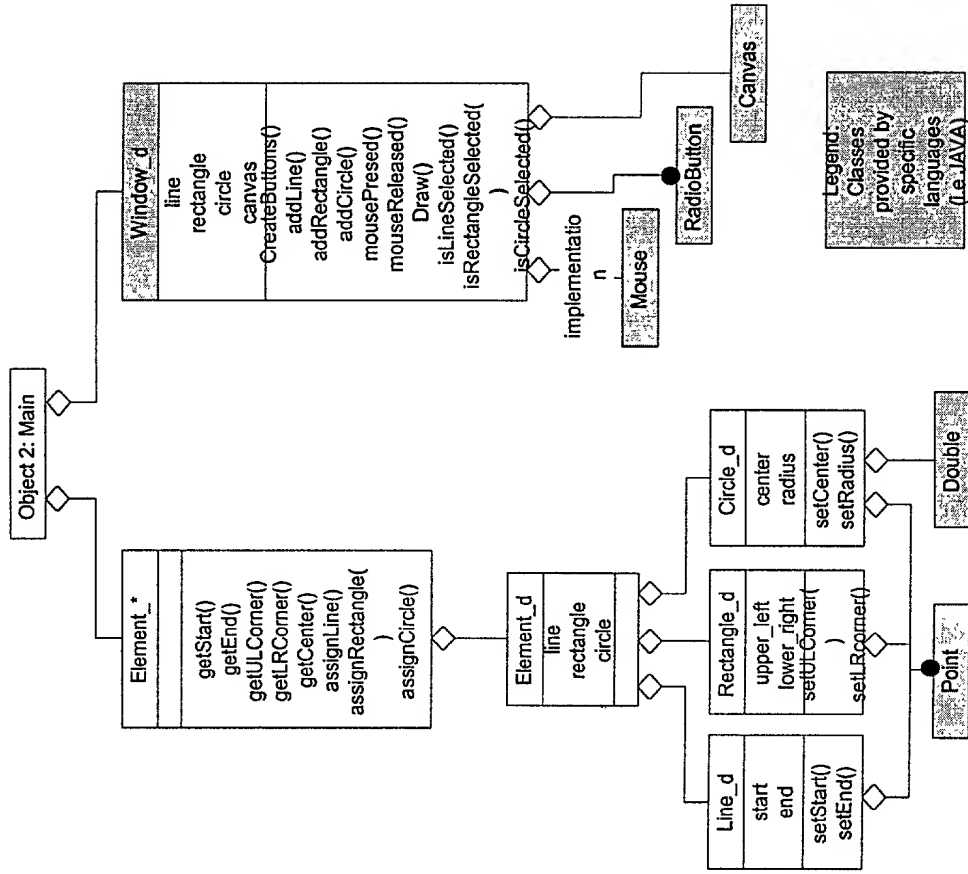 Object 2: Main
Element_*
getStart()
getEnd()
getULCorner()
getLRCorner()
getCenter()
assignLine()
assignRectangle(
)
assignCircle()
Window_d
line
rectangle
circle
canvas
CreateButtons()
addLine()
addRectangle()
addCircle()
mousePresed()
mouseReleased()
Draw()
isLineSelected()
isRectangleSelected(
)
isCircleSelected()
Element_d
line
rectangle
circle
implementatio
n
Mouse
RadioButton
Canvas
Line_d
start
end
setStart()
setEnd()
Rectangle_d
upper_left
lower_right
setULCorner(
)
setLRcorner()
Circle_d
center
radius
setCenter()
setRadius()
Point
Double
Legend:
Classes
provided by
specific
languages
(i.e JAVA)